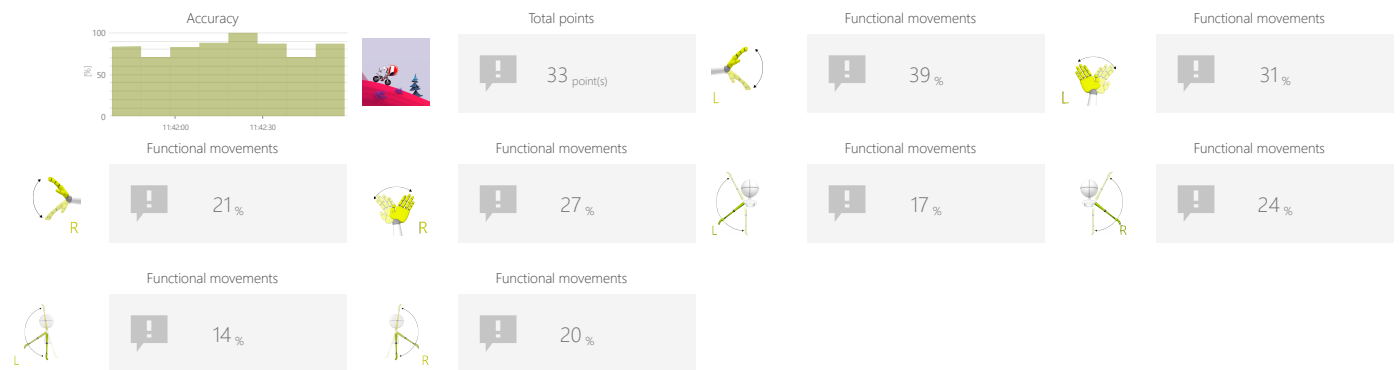 Accuracy
Total points
Functional movements
Functional movements
100
[%]
50
0
11:42:00
11:42:30
33 point(s)
L
39 %
L
31 %
Functional movements
Functional movements
Functional movements
Functional movements
R
21 %
R
27 %
L
17 %
R
24 %
Functional movements
Functional movements
L
14 %
R
20 %